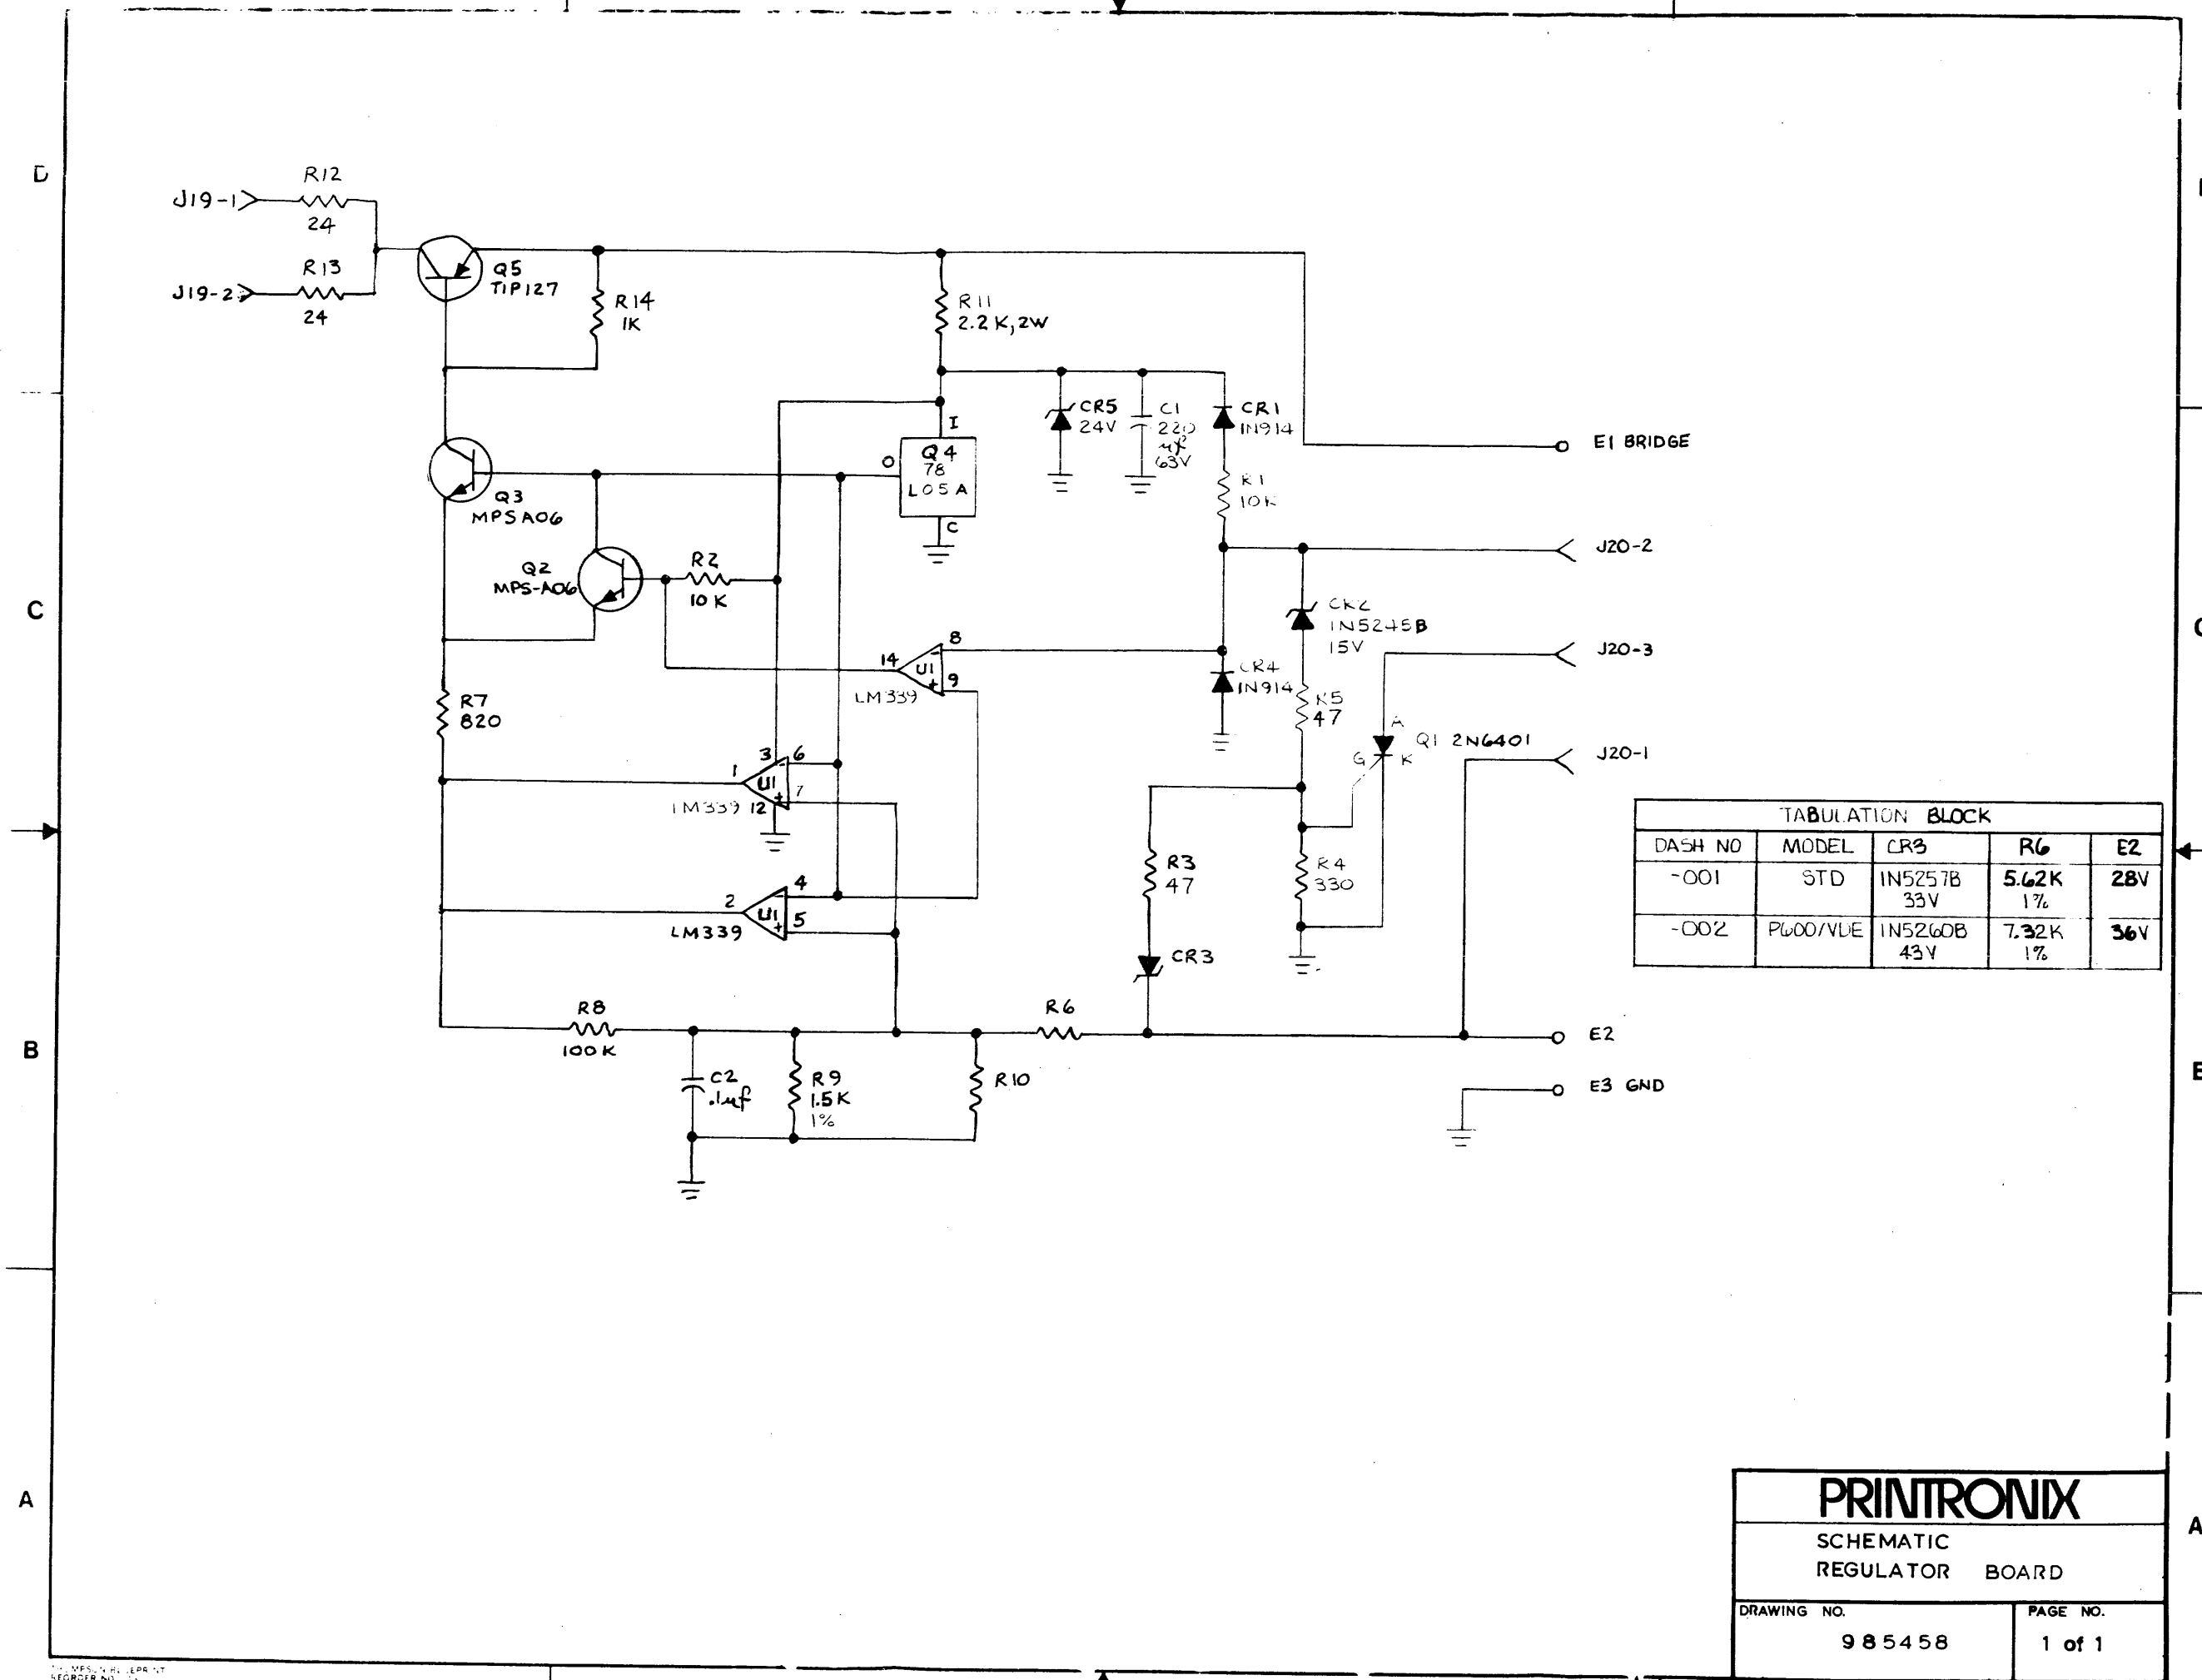 D
R12
J19-1
24
R13
J19-2
24
Q5
TIP127
R14
1K
R11
2.2K, 2W
CR5
24V
C1
220
µf
63V
CR1
1N914
E1 BRIDGE
I
Q4
78
L05A
O
C
R1
10K
Q3
MPSA06
J20-2
Q2
MPS-A06
R2
10K
C
CR2
1N5245B
15V
J20-3
8
14
U1
-
+
9
LM339
CR4
1N914
R7
820
R5
47
A
G
K
Q1 2N6401
J20-1
3
6
1
U1
-
+
7
LM339
12
4
2
U1
-
+
5
LM339
R3
47
R4
330
CR3
TABULATION BLOCK
DASH NO MODEL CR3 R6 E2
-001 STD 1N5257B 33V 5.62K 1% 28V
-002 P600/VDE 1N5260B 43V 7.32K 1% 36V
R8
100K
R6
E2
B
C2
.1µf
R9
1.5K
1%
R10
E3 GND
A
A
PRINTRONIX
SCHEMATIC
REGULATOR BOARD
DRAWING NO.
985458
PAGE NO.
1 of 1
REORDER NO.